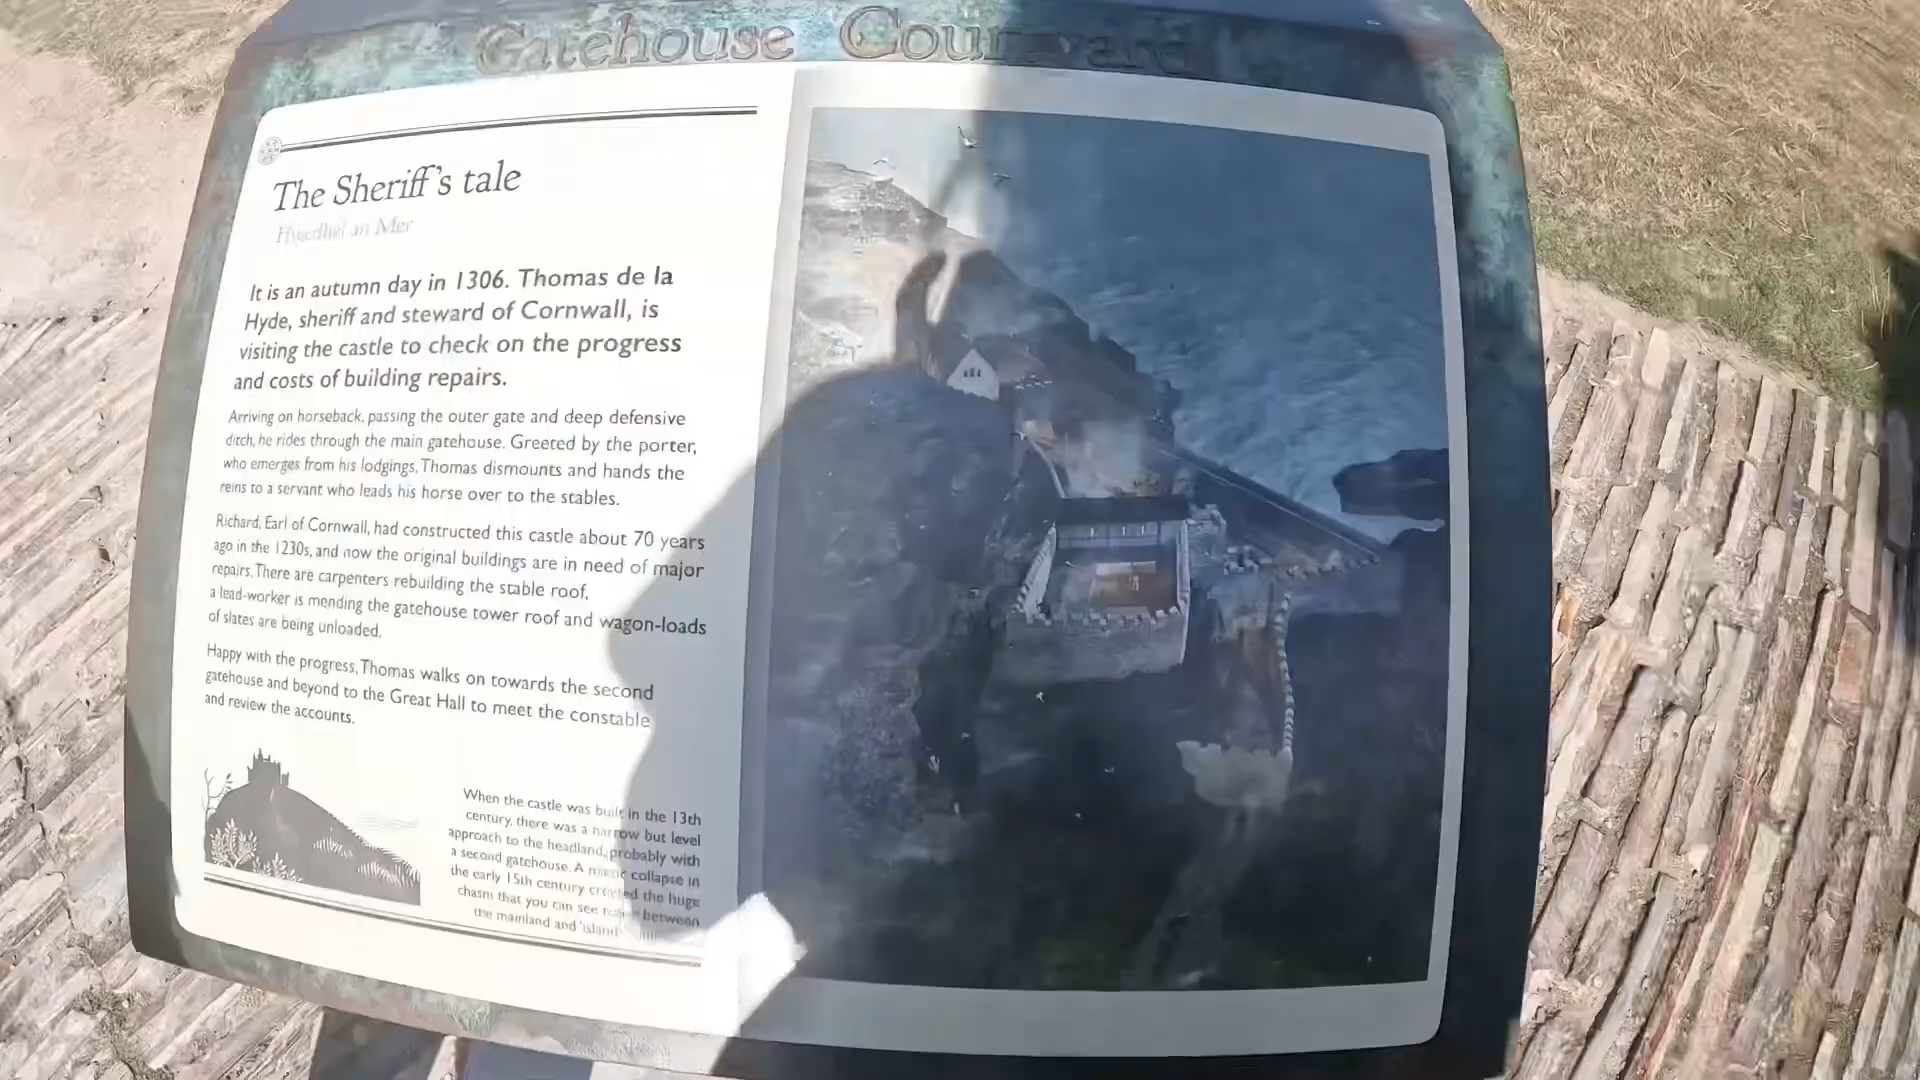 Gatehouse Courtyard
The Sheriff's tale
an Mer
It is an autumn day in 1306. Thomas de la
Hyde, sheriff and steward of Cornwall, is
visiting the castle to check on the progress
and costs of building repairs.
Arriving on horseback, passing the outer gate and deep defensive
ditch, he rides through the main gatehouse. Greeted by the porter,
who emerges from his lodgings, Thomas dismounts and hands the
reins to a servant who leads his horse over to the stables.
Richard, Earl of Cornwall, had constructed this castle about 70 years
ago in the 1230s, and now the original buildings are in need of major
repairs. There are carpenters rebuilding the stable roof,
a lead-worker is mending the gatehouse tower roof and wagon-loads
of slates are being unloaded.
Happy with the progress, Thomas walks on towards the second
gatehouse and beyond to the Great Hall to meet the constable
and review the accounts.
When the castle was built in the 13th
century, there was a narrow but level
approach to the headland, probably with
a second gatehouse. A collapse in
the early 15th century created the huge
chasm that you can see between
the mainland and 'island'